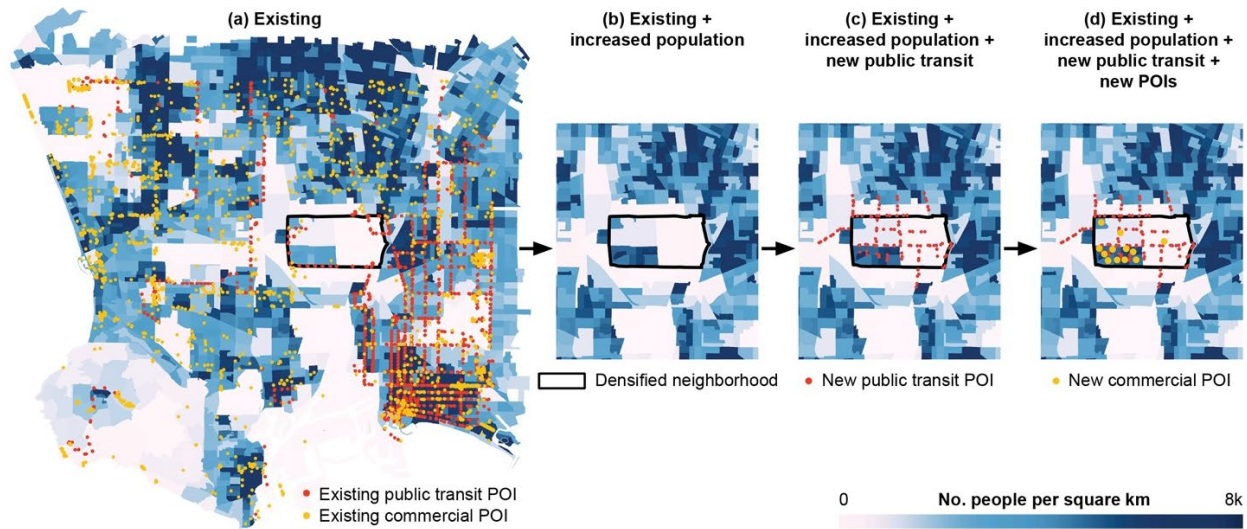 (a) Existing
(b) Existing +
increased population
(c) Existing +
increased population +
new public transit
(d) Existing +
increased population +
new public transit +
new POIs
Densified neighborhood
New public transit POI
New commercial POI
Existing public transit POI
Existing commercial POI
0 No. people per square km 8k